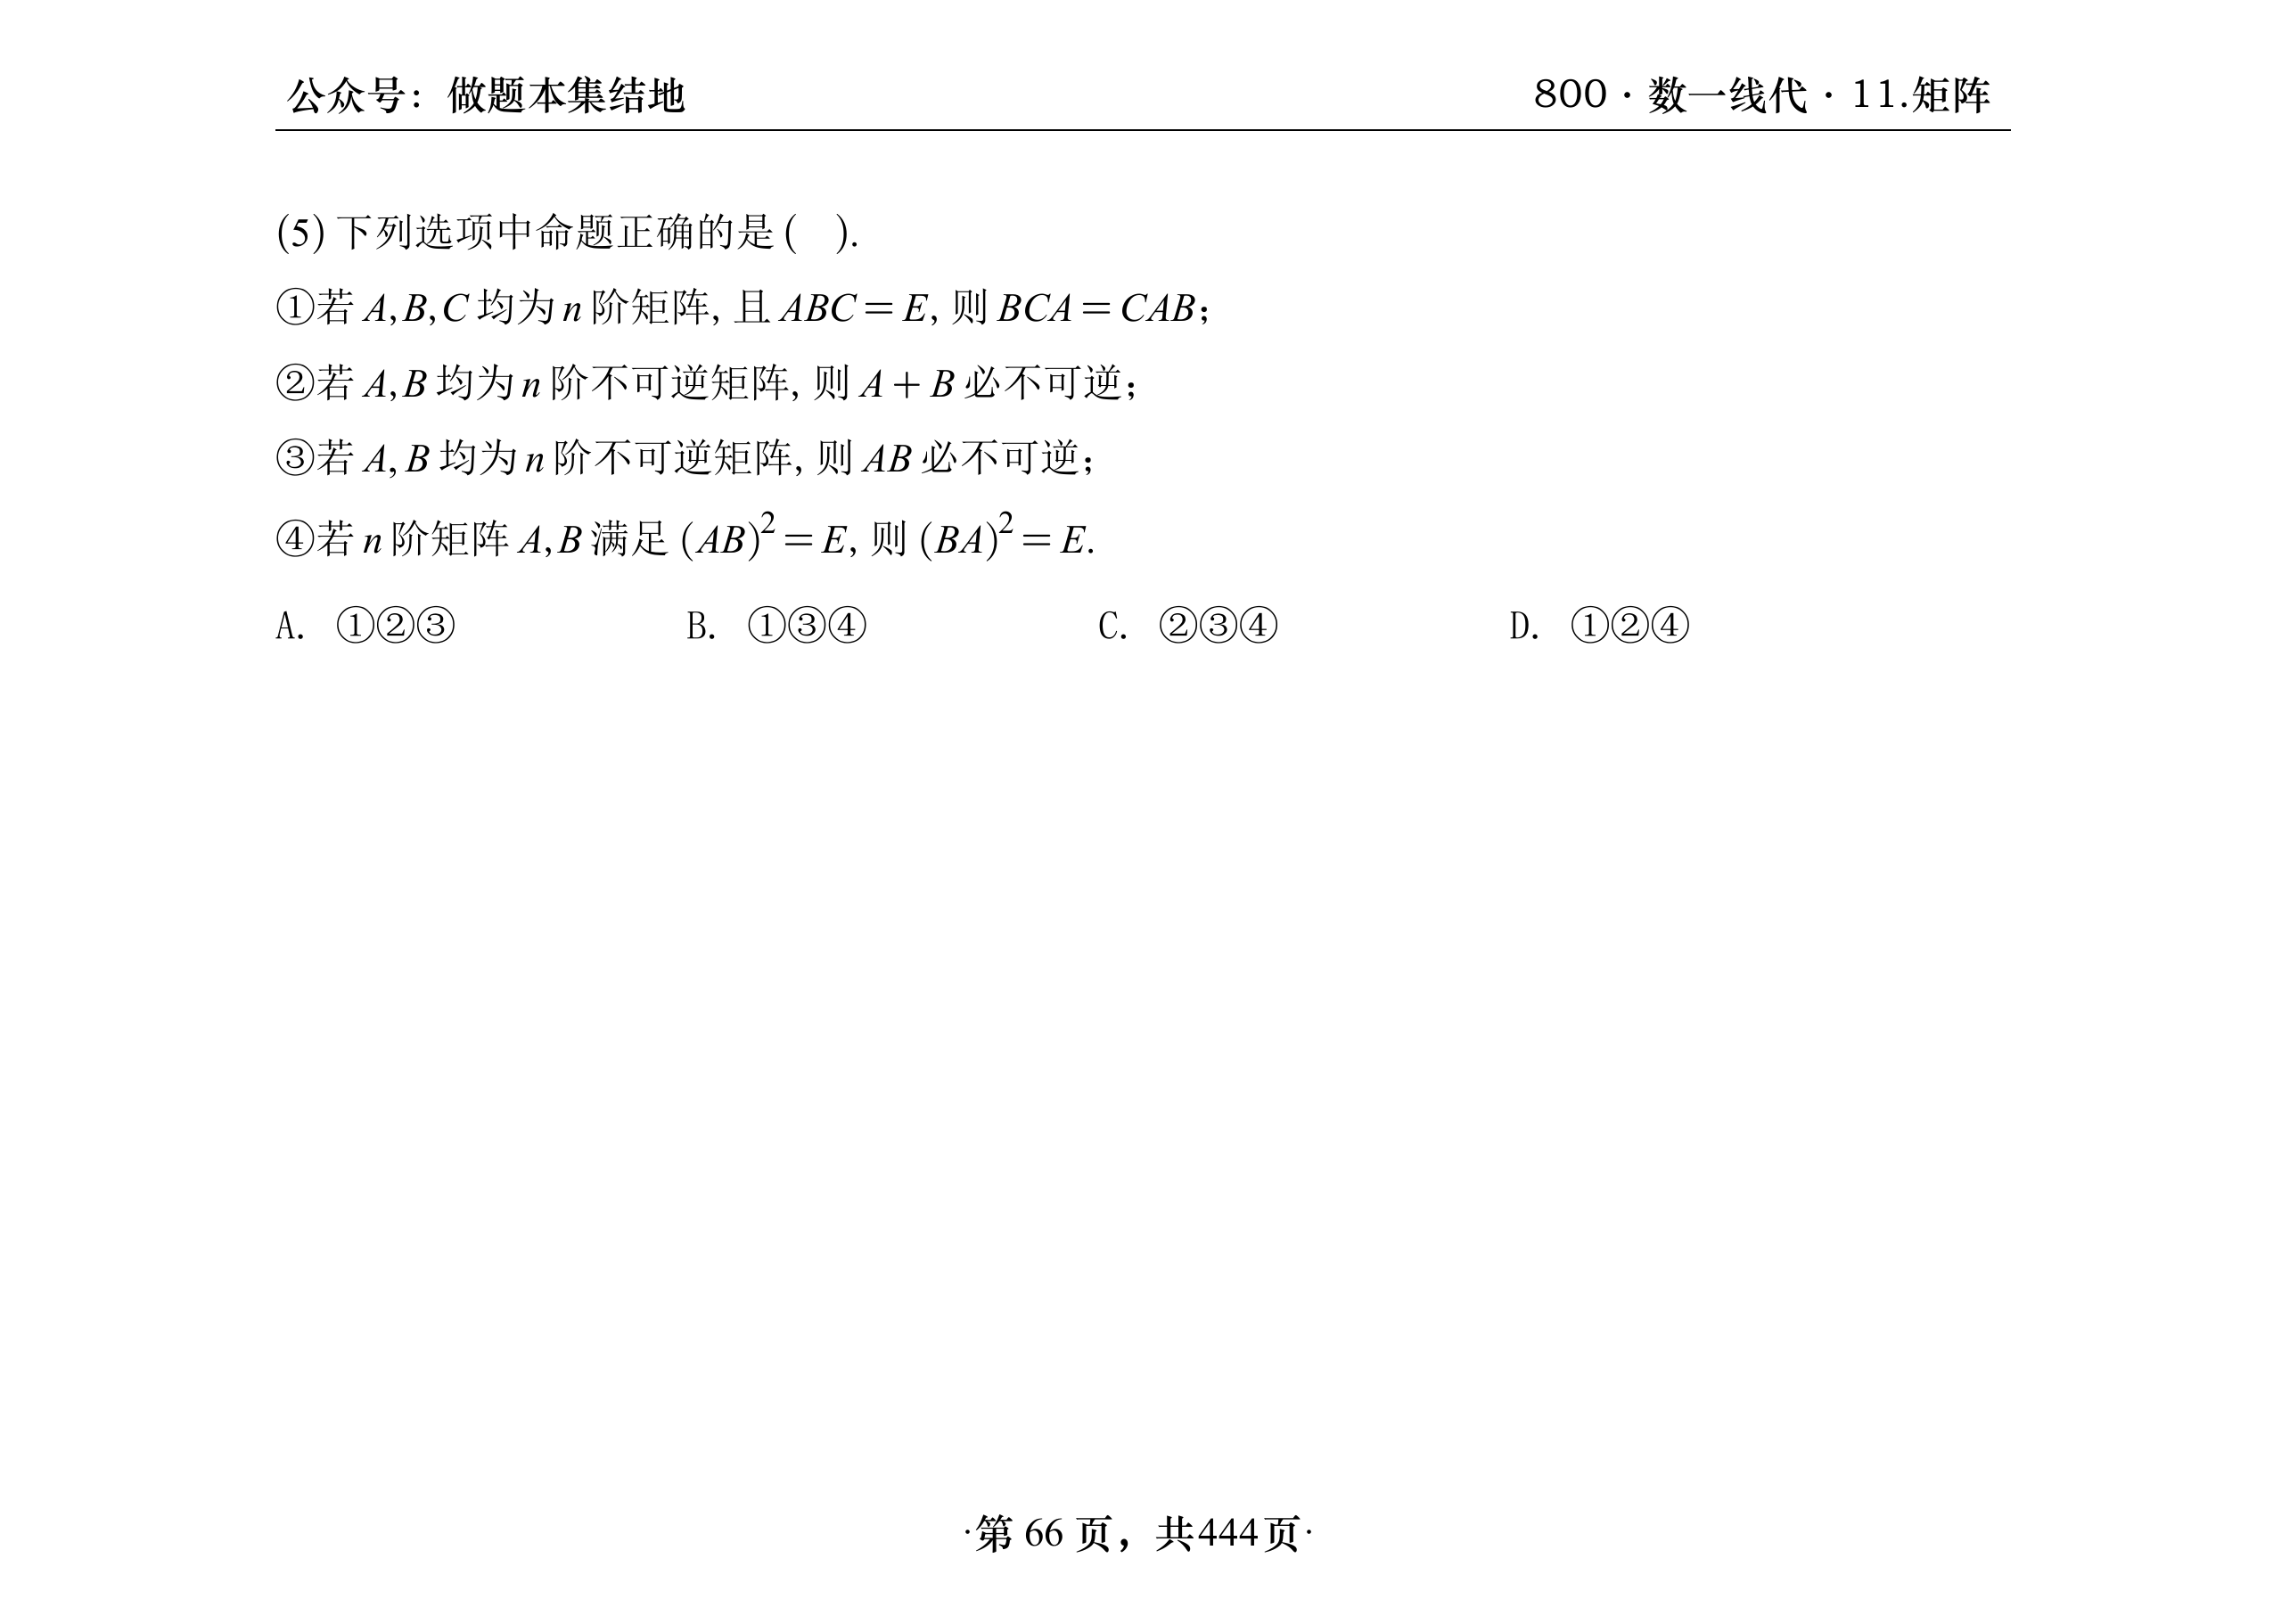 公众号：做题本集结地
800·数一线代·11.矩阵
(5) 下列选项中命题正确的是 (　).
①若 A,B,C 均为 n 阶矩阵, 且 ABC = E, 则 BCA = CAB;
②若 A,B 均为 n 阶不可逆矩阵, 则 A + B 必不可逆;
③若 A, B 均为 n 阶不可逆矩阵, 则 AB 必不可逆;
④若 n 阶矩阵 A,B 满足 (AB)² = E, 则 (BA)² = E.
A. ①②③ B. ①③④ C. ②③④ D. ①②④
·第 66 页，共444页·